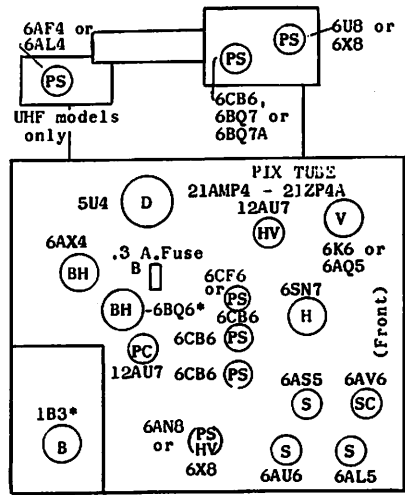 6AF4 or
6AL4
6U8 or
6X8
PS
PS
PS
UHF models
only
6CB6,
6BQ7 or
6BQ7A
PIX TUBE
21AMP4 - 21ZP4A
5U4
D
12AU7
HV
V
6K6 or
6AQ5
6AX4
BH
.3 A.Fuse
B
6CF6
or
PS
6CB6
6SN7
H
BH
-6BQ6*
(Front)
6CB6
PS
PC
12AU7
6CB6
PS
6AS5
S
6AV6
SC
1B3*
B
6AN8
or
PS
HV
6X8
S
6AU6
S
6AL5